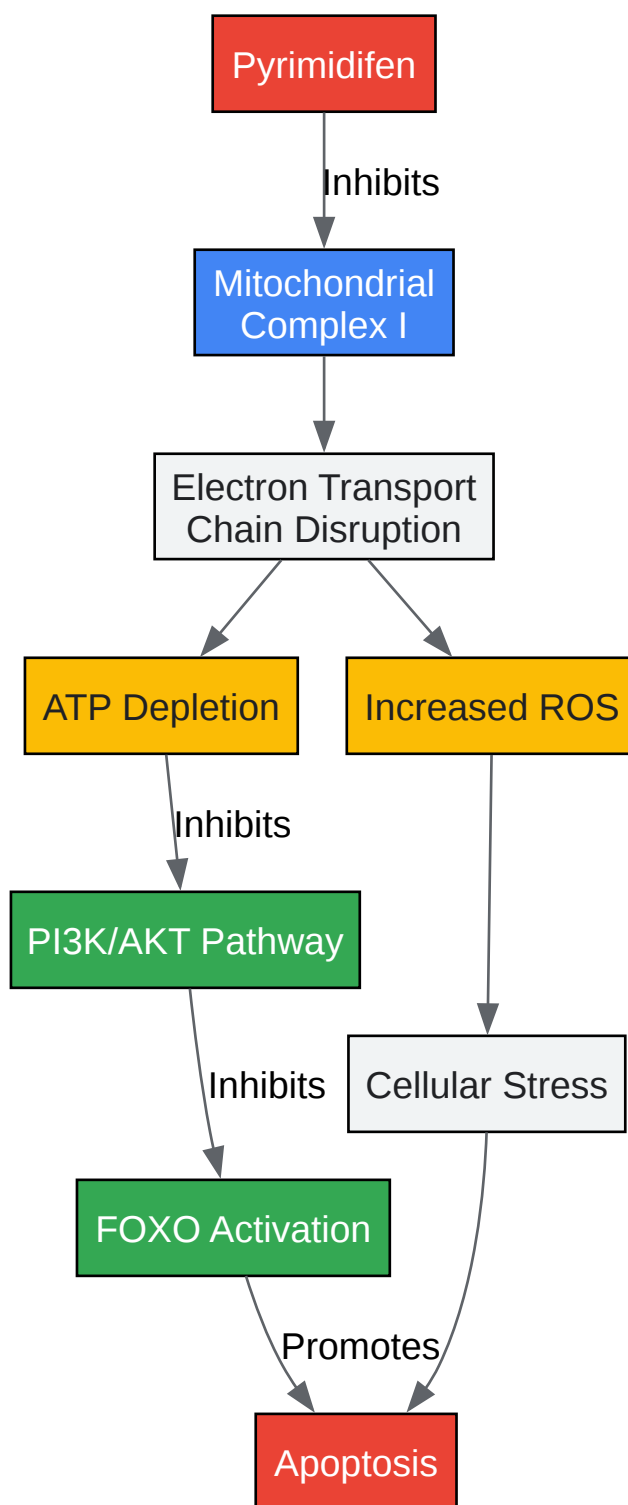 Pyrimidifen
Inhibits
Mitochondrial
Complex I
Electron Transport
Chain Disruption
ATP Depletion
Increased ROS
Inhibits
PI3K/AKT Pathway
Inhibits
Cellular Stress
FOXO Activation
Promotes
Apoptosis